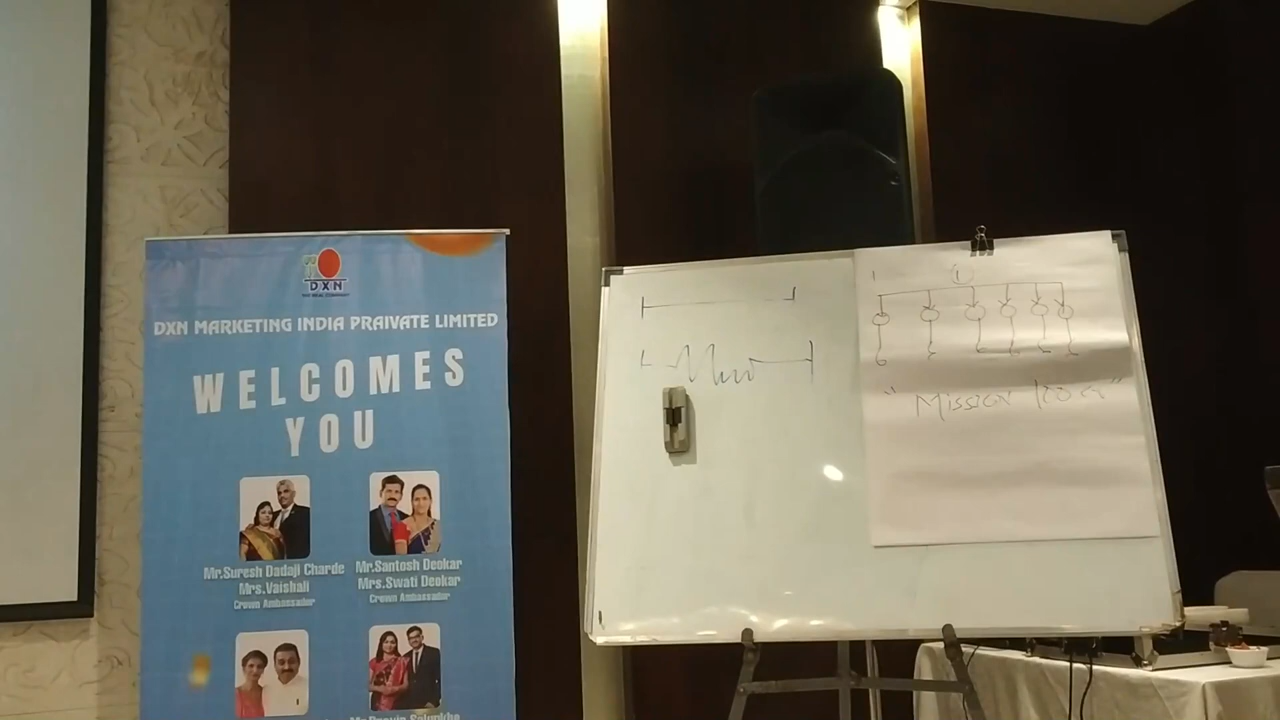 DXN
DXN MARKETING INDIA PRAIVATE LIMITED
WELCOMES
YOU
Mr.Suresh Dadaji Charde
Mrs.Vaishali
Crown Ambassador
Mr.Santosh Deokar
Mrs.Swati Deokar
Crown Ambassador
1
1
"MISSION